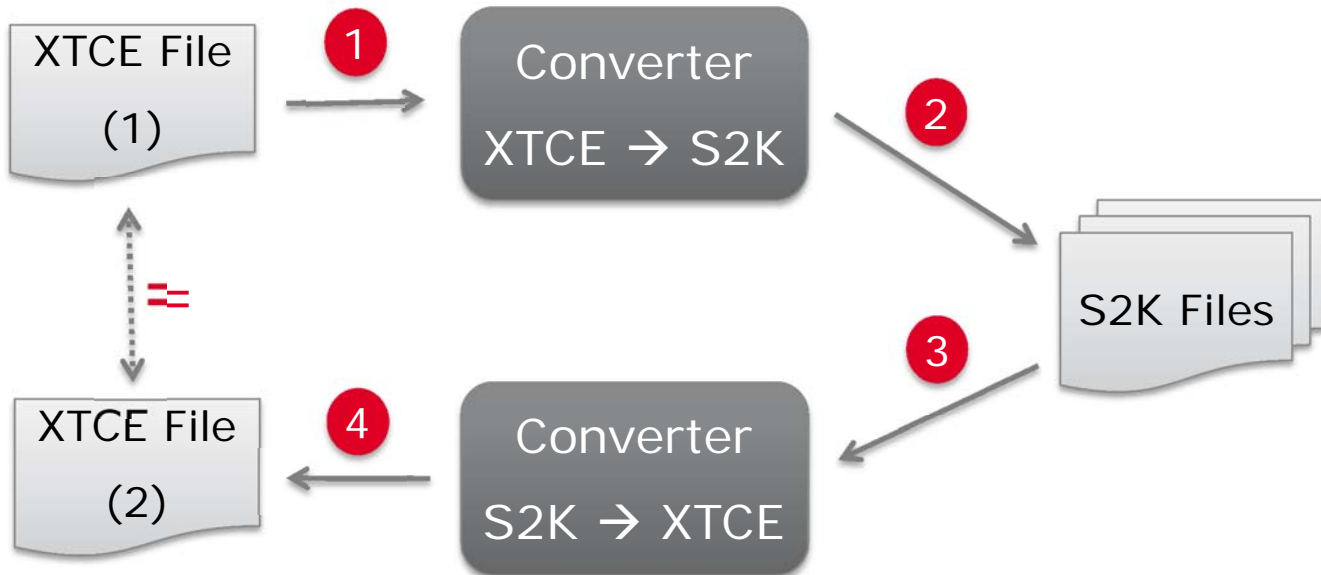 XTCE File
(1)
1
Converter
XTCE → S2K
2
S2K Files
3
Converter
S2K → XTCE
4
XTCE File
(2)
=